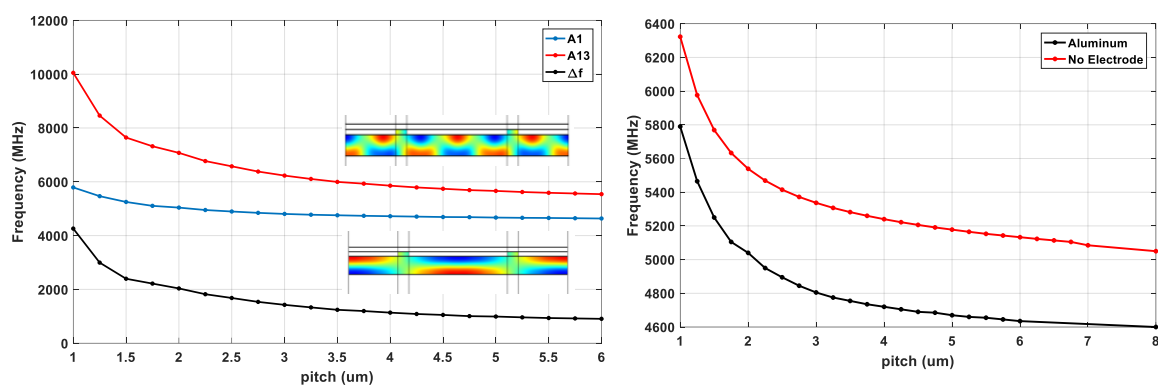 12000
10000
8000
6000
4000
2000
0
Frequency (MHz)
A1
A13
Δf
1 1.5 2 2.5 3 3.5 4 4.5 5 5.5 6
pitch (um)
6400
6200
6000
5800
5600
5400
5200
5000
4800
4600
Frequency (MHz)
Aluminum
No Electrode
1 2 3 4 5 6 7 8
pitch (um)